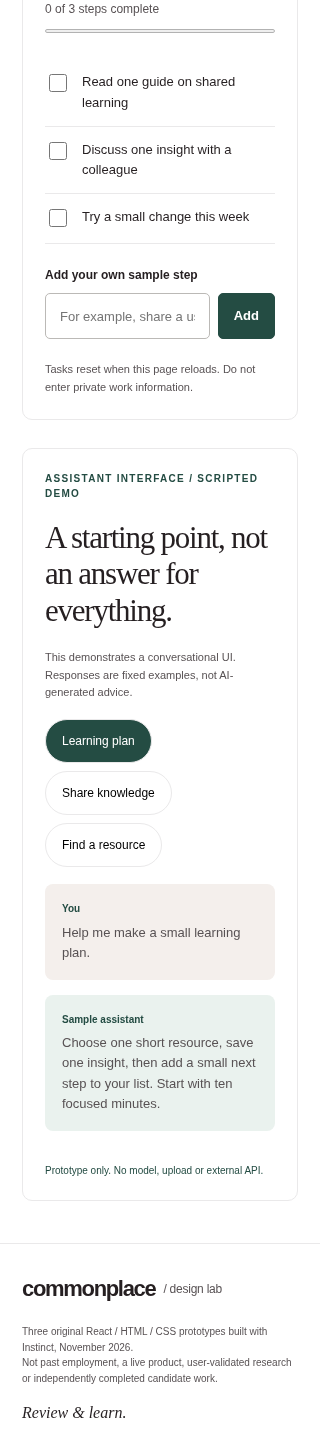 0 of 3 steps complete
Read one guide on shared
learning
Discuss one insight with a
colleague
Try a small change this week
Add your own sample step
For example, share a us
Add
Tasks reset when this page reloads. Do not
enter private work information.
ASSISTANT INTERFACE / SCRIPTED
DEMO
A starting point, not
an answer for
everything.
This demonstrates a conversational UI.
Responses are fixed examples, not AI-
generated advice.
Learning plan
Share knowledge
Find a resource
You
Help me make a small learning
plan.
Sample assistant
Choose one short resource, save
one insight, then add a small next
step to your list. Start with ten
focused minutes.
Prototype only. No model, upload or external API.
commonplace / design lab
Three original React / HTML / CSS prototypes built with
Instinct, November 2026.
Not past employment, a live product, user-validated research
or independently completed candidate work.
Review & learn.